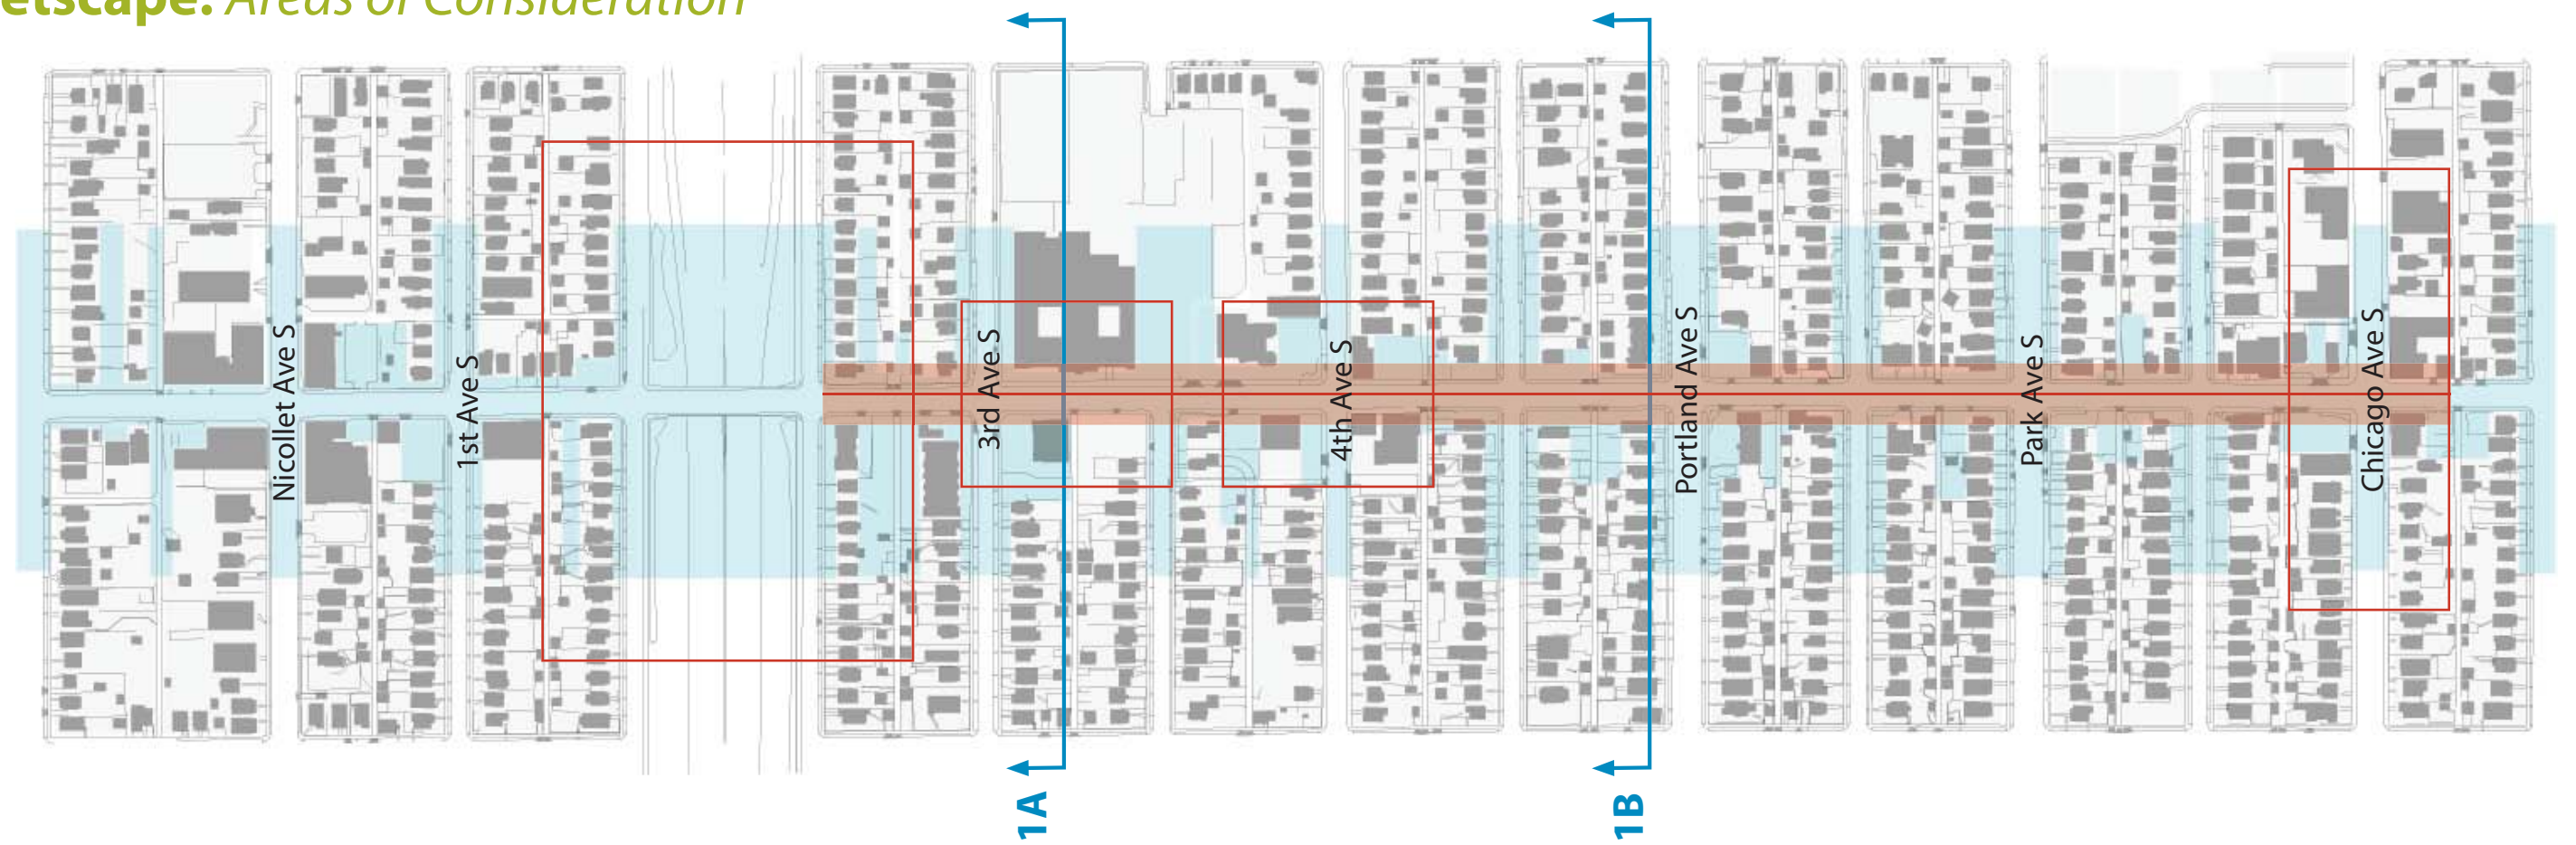 etscape: Areas of Consideration
Nicollet Ave S
1st Ave S
3rd Ave S
4th Ave S
Portland Ave S
Park Ave S
Chicago Ave S
1A
1B